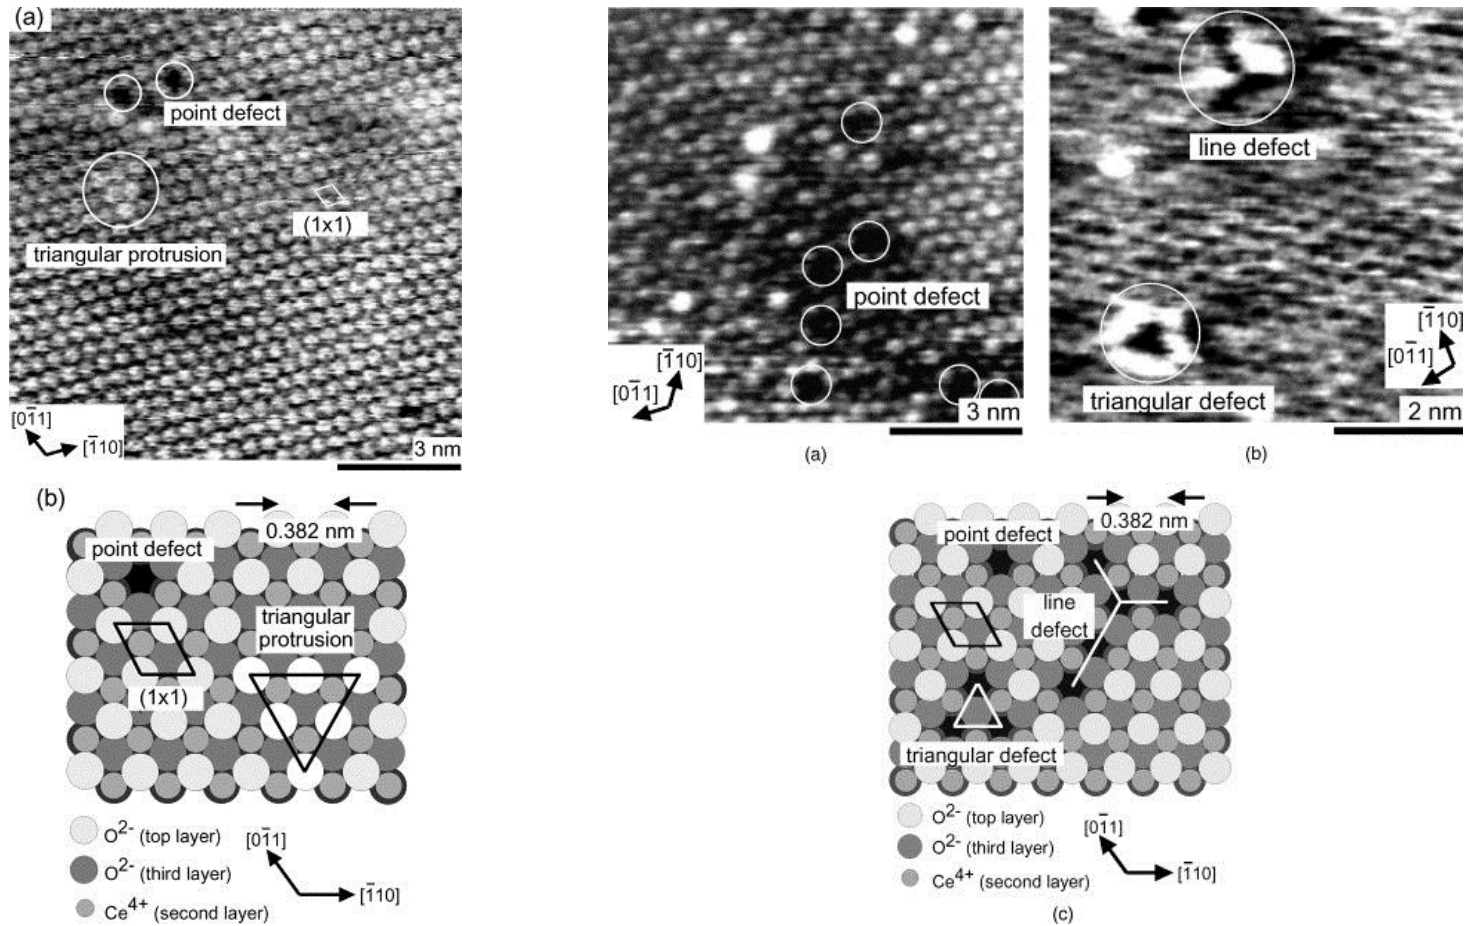 (a)
point defect
(1x1)
triangular protrusion
[01̅1]
[1̅10]
3 nm
(b)
0.382 nm
point defect
triangular
protrusion
(1x1)
O²⁻ (top layer)
O²⁻ (third layer)
Ce⁴⁺ (second layer)
[01̅1]
[1̅10]
point defect
[1̅10]
[01̅1]
3 nm
(a)
line defect
triangular defect
[1̅10]
[01̅1]
2 nm
(b)
0.382 nm
point defect
line
defect
triangular defect
O²⁻ (top layer)
O²⁻ (third layer)
Ce⁴⁺ (second layer)
[01̅1]
[1̅10]
(c)